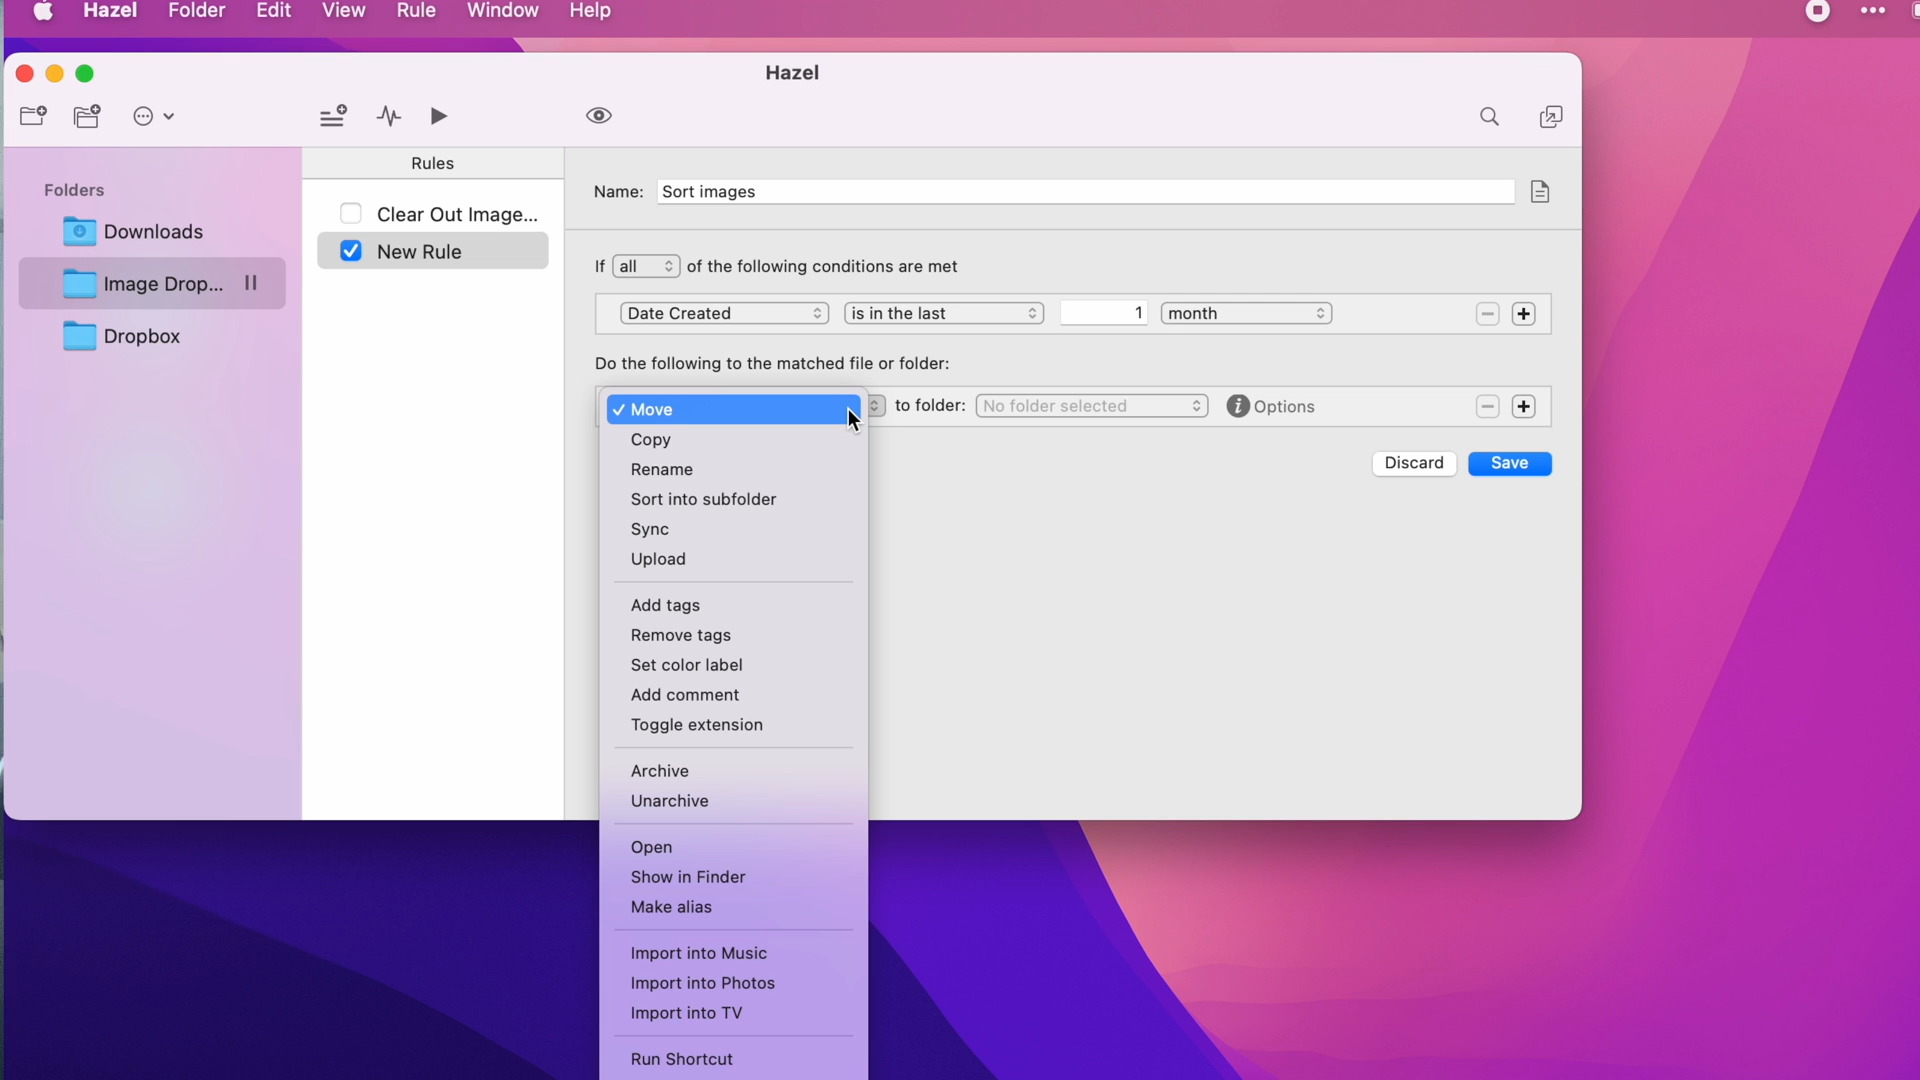 Hazel Folder Edit View Rule Window Help
Hazel
Folders
Downloads
Image Drop...
Dropbox
Rules
Clear Out Image...
New Rule
Name: Sort images
If all of the following conditions are met
Date Created is in the last 1 month
Do the following to the matched file or folder:
✓ Move to folder: No folder selected i Options
Copy
Rename
Sort into subfolder
Sync
Upload
Add tags
Remove tags
Set color label
Add comment
Toggle extension
Archive
Unarchive
Open
Show in Finder
Make alias
Import into Music
Import into Photos
Import into TV
Run Shortcut
Discard Save